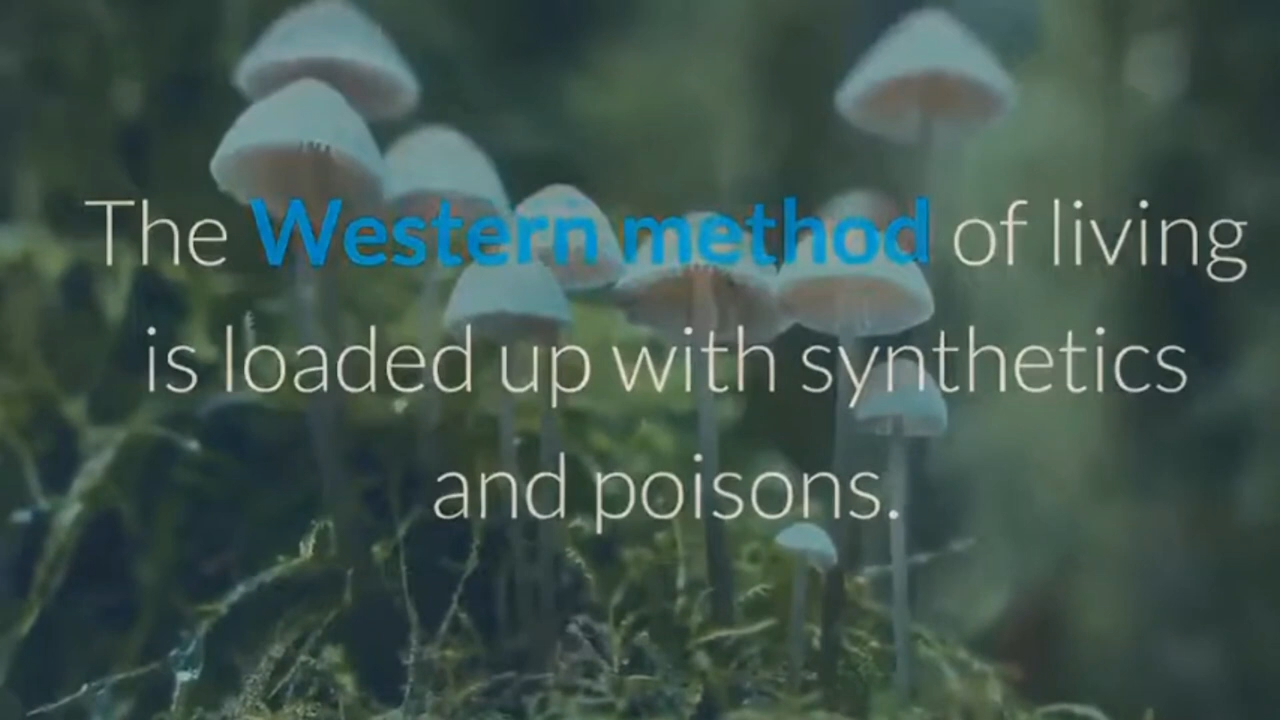 The Western method of living
is loaded up with synthetics
and poisons.